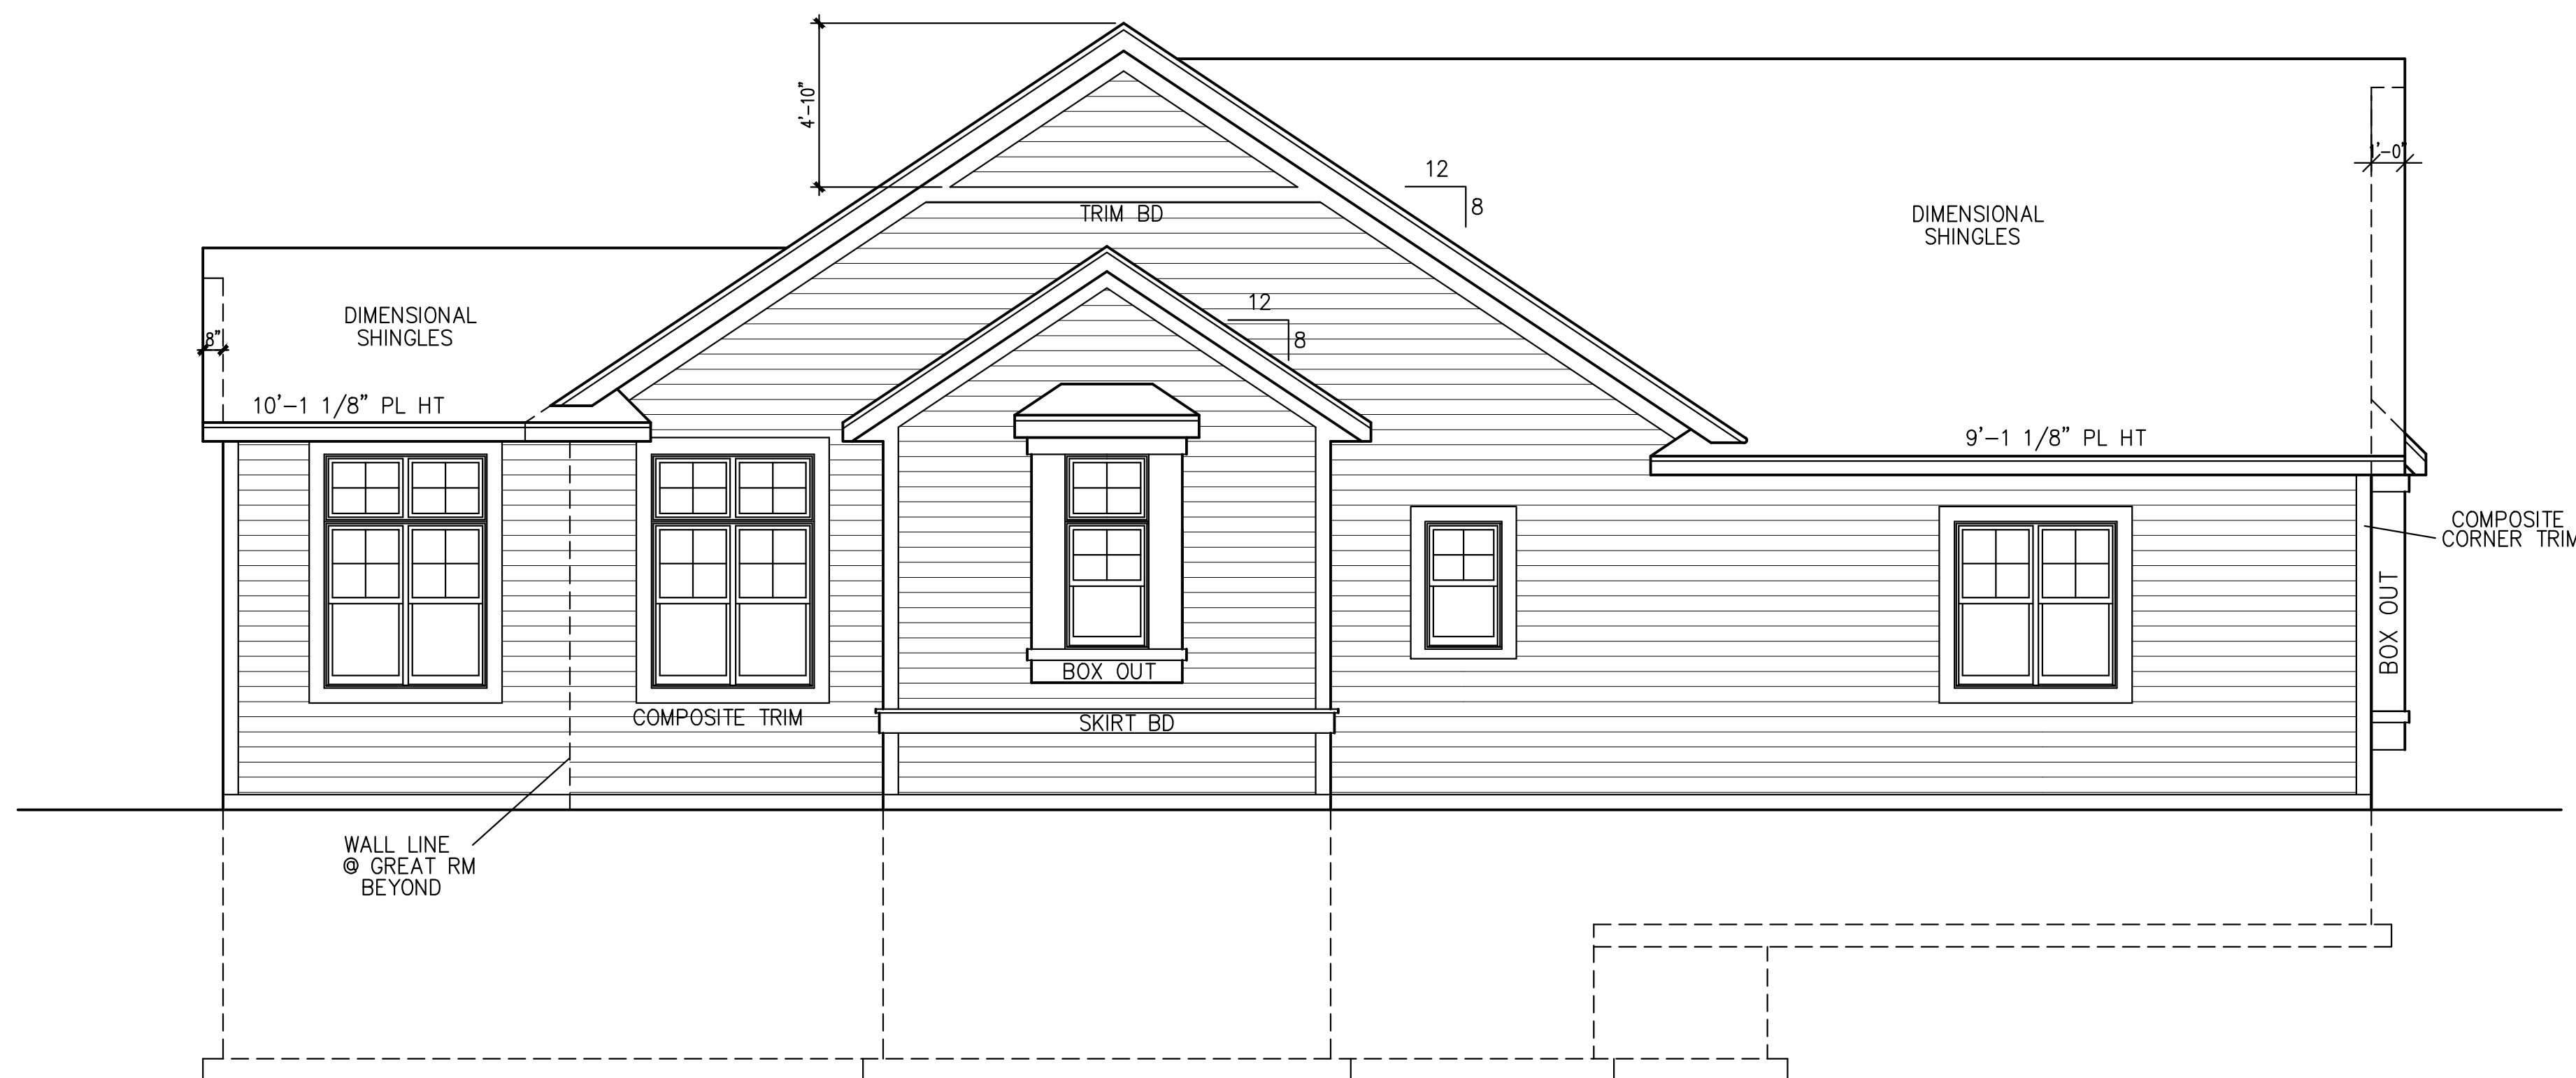 4'-10"
12
8
TRIM BD
DIMENSIONAL
SHINGLES
1'-0"
12
8
DIMENSIONAL
SHINGLES
8"
10'-1 1/8" PL HT
9'-1 1/8" PL HT
COMPOSITE
CORNER TRIM
BOX OUT
BOX OUT
COMPOSITE TRIM
SKIRT BD
WALL LINE
@ GREAT RM
BEYOND